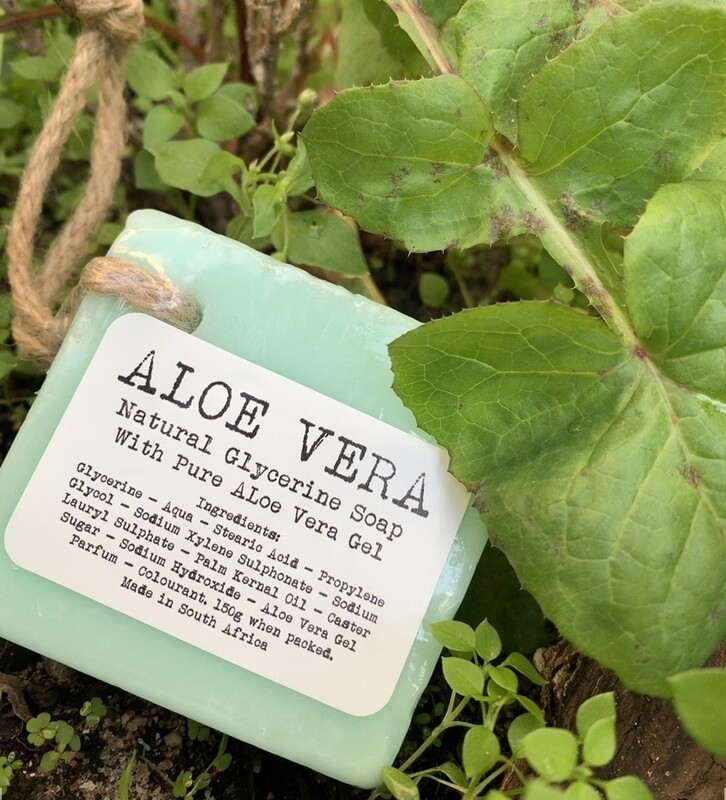 ALOE VERA
Natural Glycerine Soap
With Pure ALoe Vera Gel
Ingredients:
Glycerine - Aqua - Stearic Acid - Propylene
Glycol - Sodium Xylene Sulphonate - Sodium
Lauryl Sulphate - Palm Kernal Oil - Caster
Sugar - Sodium Hydroxide - Aloe Vera Gel
Parfum - Colourant. 150g when packed.
Made in South Africa